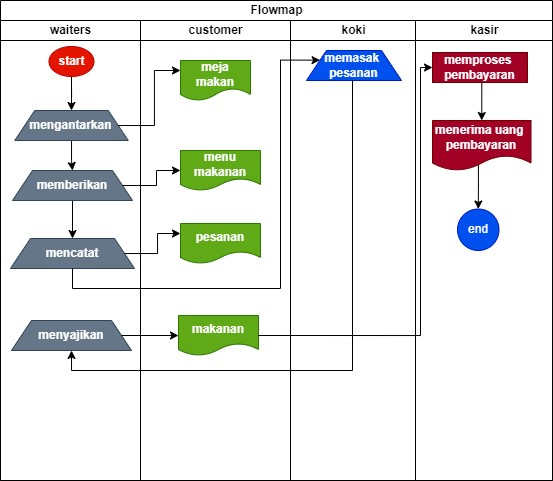 Flowmap
waiters
customer
koki
kasir
start
meja
makan
memasak
pesanan
memproses
pembayaran
mengantarkan
menerima uang
pembayaran
memberikan
menu
makanan
mencatat
pesanan
end
menyajikan
makanan